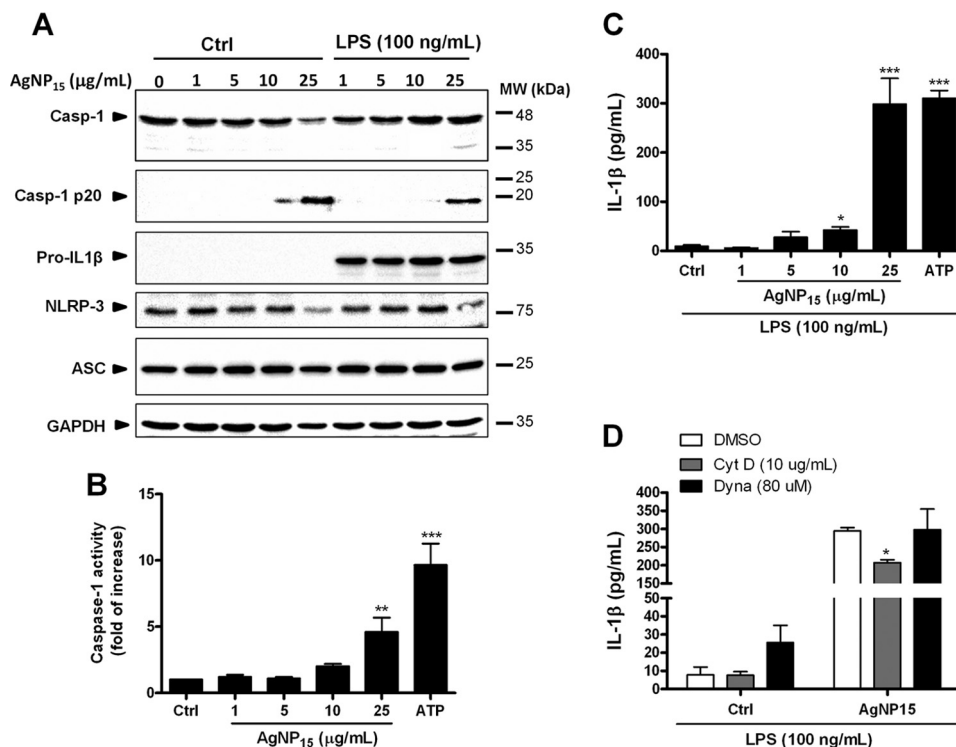 A
Ctrl
LPS (100 ng/mL)
AgNP₁₅ (μg/mL)
0 1 5 10 25 1 5 10 25
MW (kDa)
Casp-1
48
35
Casp-1 p20
25
20
Pro-IL1β
35
NLRP-3
75
ASC
25
GAPDH
35
B
Caspase-1 activity
(fold of increase)
15
10
5
0
**
***
Ctrl 1 5 10 25 ATP
AgNP₁₅ (μg/mL)
C
IL-1β (pg/mL)
400
300
200
100
0
*
***
***
Ctrl 1 5 10 25 ATP
AgNP₁₅ (μg/mL)
LPS (100 ng/mL)
D
DMSO
Cyt D (10 ug/mL)
Dyna (80 uM)
IL-1β (pg/mL)
400
350
300
250
200
150
100
50
40
30
20
10
0
*
Ctrl AgNP15
LPS (100 ng/mL)